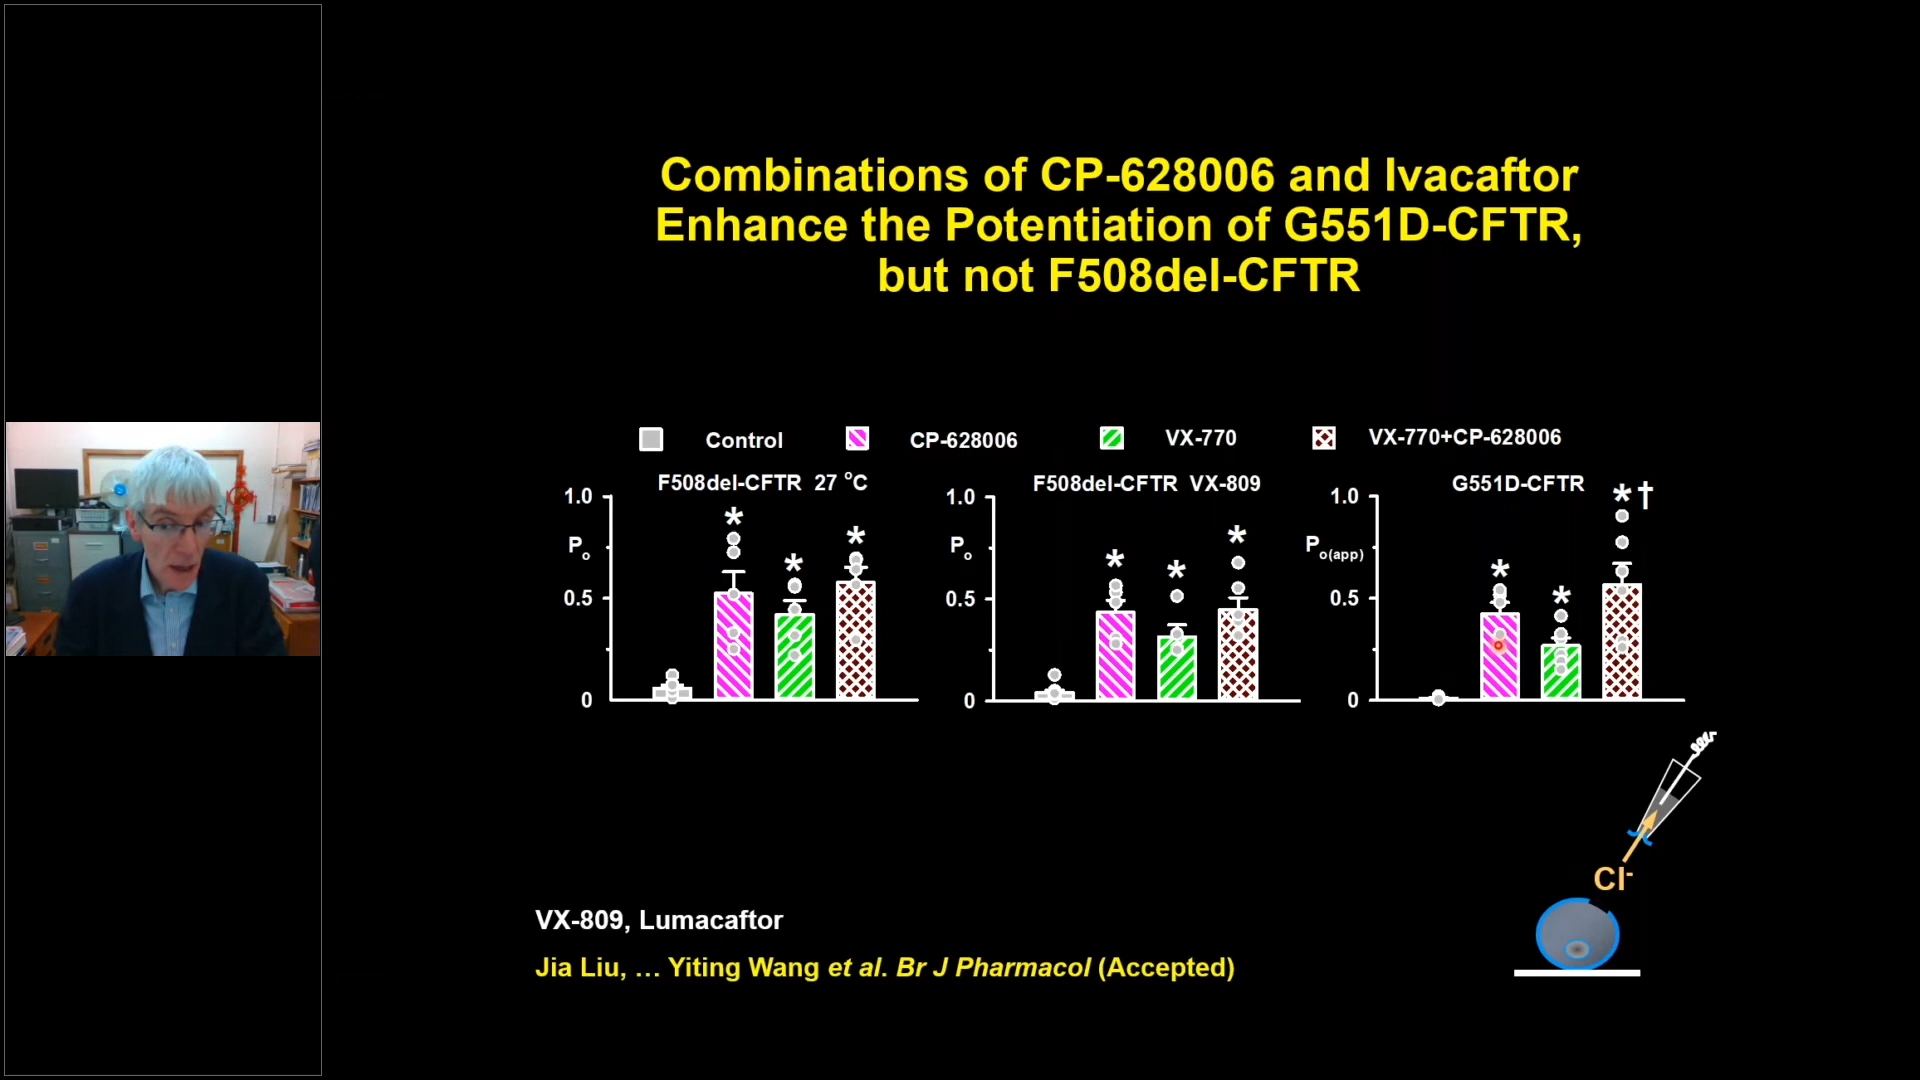 Combinations of CP-628006 and Ivacaftor
Enhance the Potentiation of G551D-CFTR,
but not F508del-CFTR
Control
CP-628006
VX-770
VX-770+CP-628006
F508del-CFTR 27 °C
1.0
Po
0.5
0
*
*
*
F508del-CFTR VX-809
1.0
Po
0.5
0
*
*
*
G551D-CFTR
1.0
Po(app)
0.5
0
*
*
*†
Cl-
VX-809, Lumacaftor
Jia Liu, … Yiting Wang et al. Br J Pharmacol (Accepted)